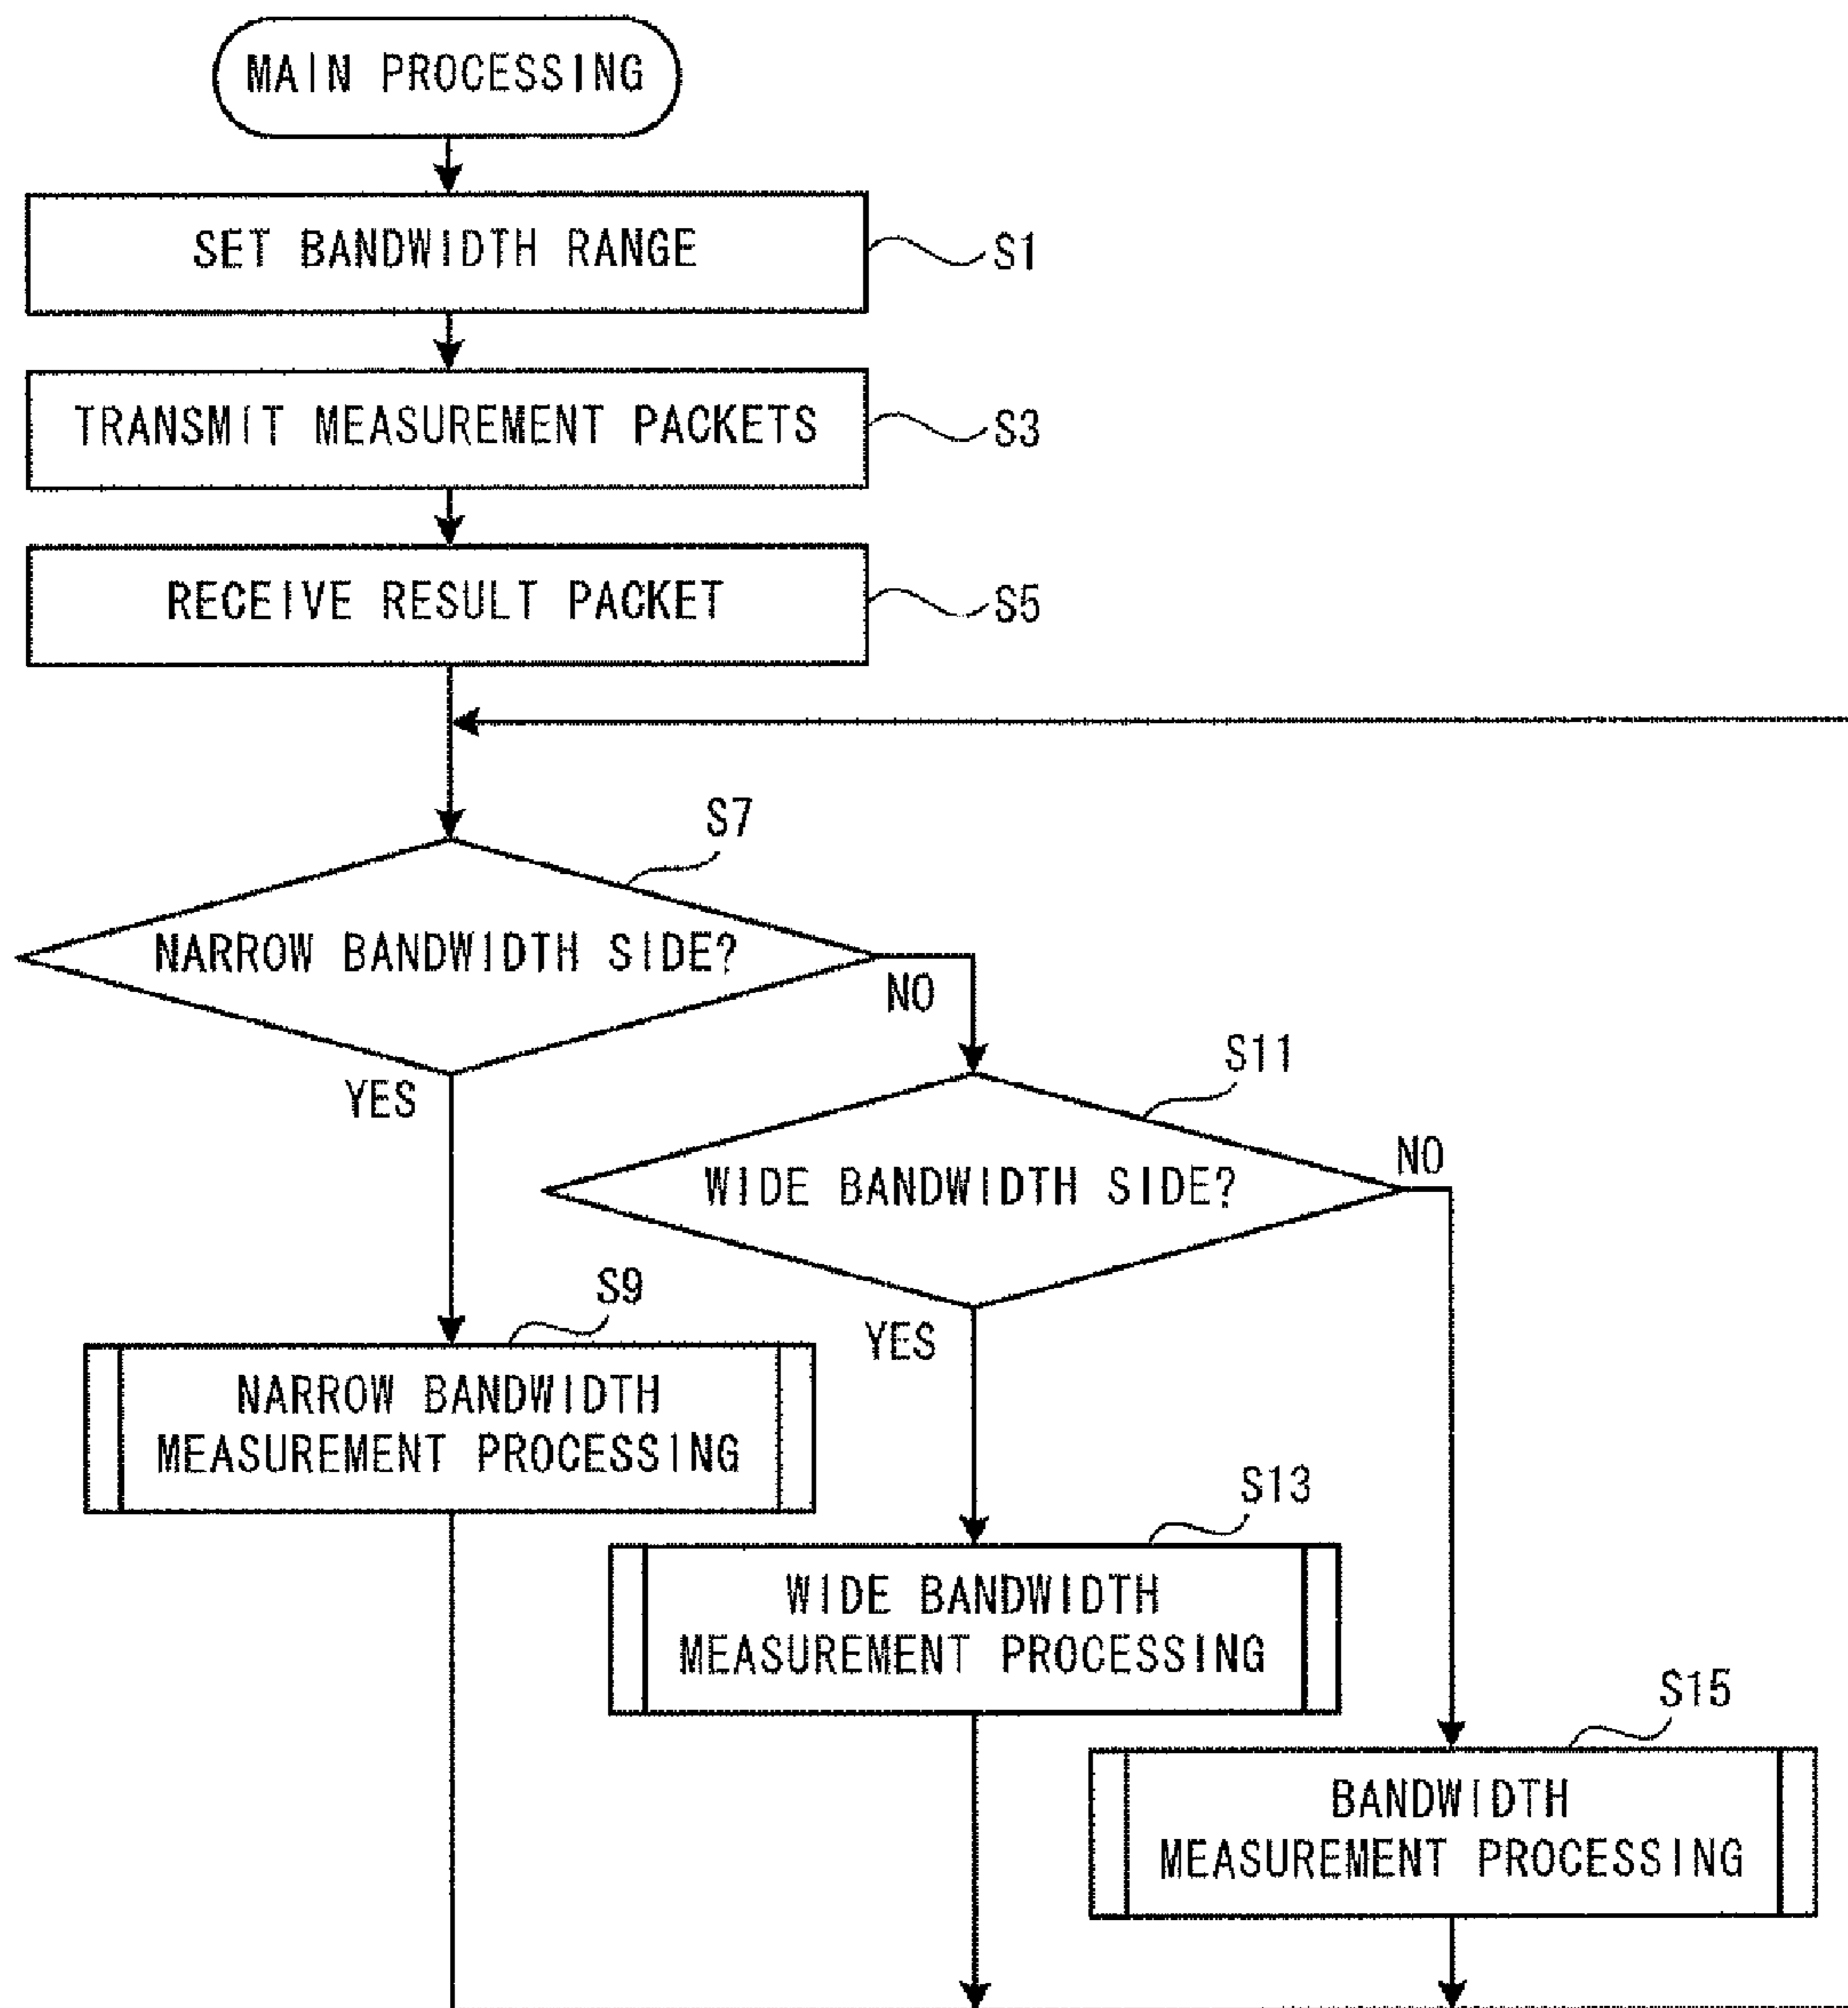 MAIN PROCESSING
SET BANDWIDTH RANGE
S1
TRANSMIT MEASUREMENT PACKETS
S3
RECEIVE RESULT PACKET
S5
S7
NARROW BANDWIDTH SIDE?
NO
YES
S11
WIDE BANDWIDTH SIDE?
NO
YES
S9
NARROW BANDWIDTH
MEASUREMENT PROCESSING
S13
WIDE BANDWIDTH
MEASUREMENT PROCESSING
S15
BANDWIDTH
MEASUREMENT PROCESSING